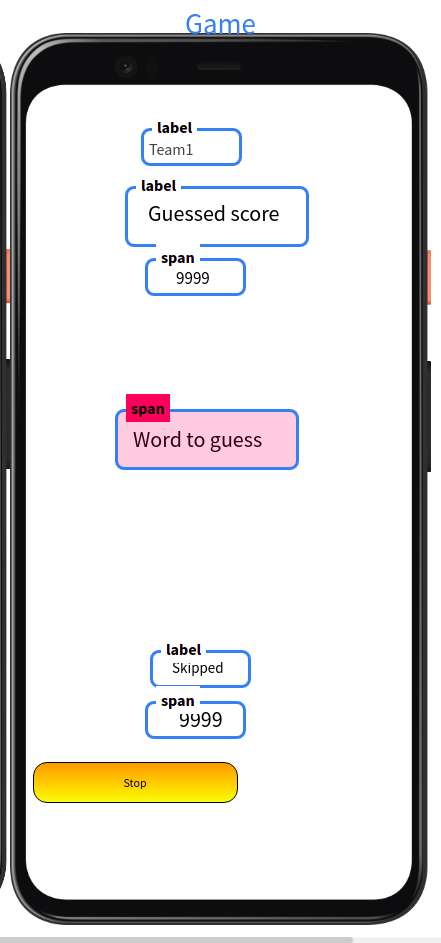 Game
label
Team1
label
Guessed score
span
9999
span
Word to guess
label
Skipped
span
9999
Stop